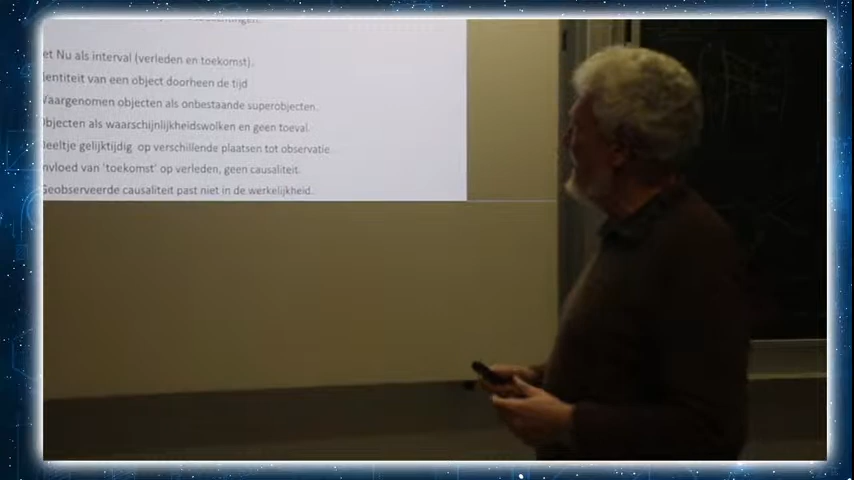 et Nu als interval (verleden en toekomst).
dentiteit van een object doorheen de tijd
Waargenomen objecten als onbestaande superobjecten.
Objecten als waarschijnlijkheidswolken en geen toeval.
Deeltje gelijktijdig op verschillende plaatsen tot observatie.
nvloed van 'toekomst' op verleden, geen causaliteit.
Geobserveerde causaliteit past niet in de werkelijkheid.